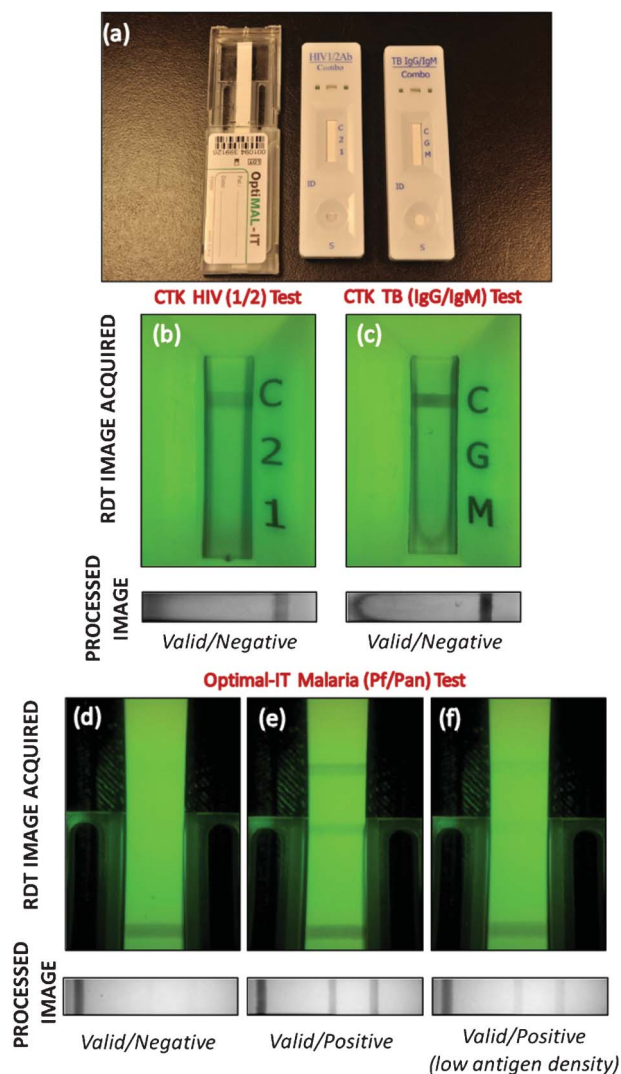 (a)
HIV1/2Ab
Combo
C
2
1
ID
S
TB IgG/IgM
Combo
C
G
M
ID
S
OptiMAL-IT
CTK HIV (1/2) Test
CTK TB (IgG/IgM) Test
RDT IMAGE ACQUIRED
(b)
C
2
1
(c)
C
G
M
PROCESSED
IMAGE
Valid/Negative
Valid/Negative
Optimal-IT Malaria (Pf/Pan) Test
RDT IMAGE ACQUIRED
(d)
(e)
(f)
PROCESSED
IMAGE
Valid/Negative
Valid/Positive
Valid/Positive
(low antigen density)